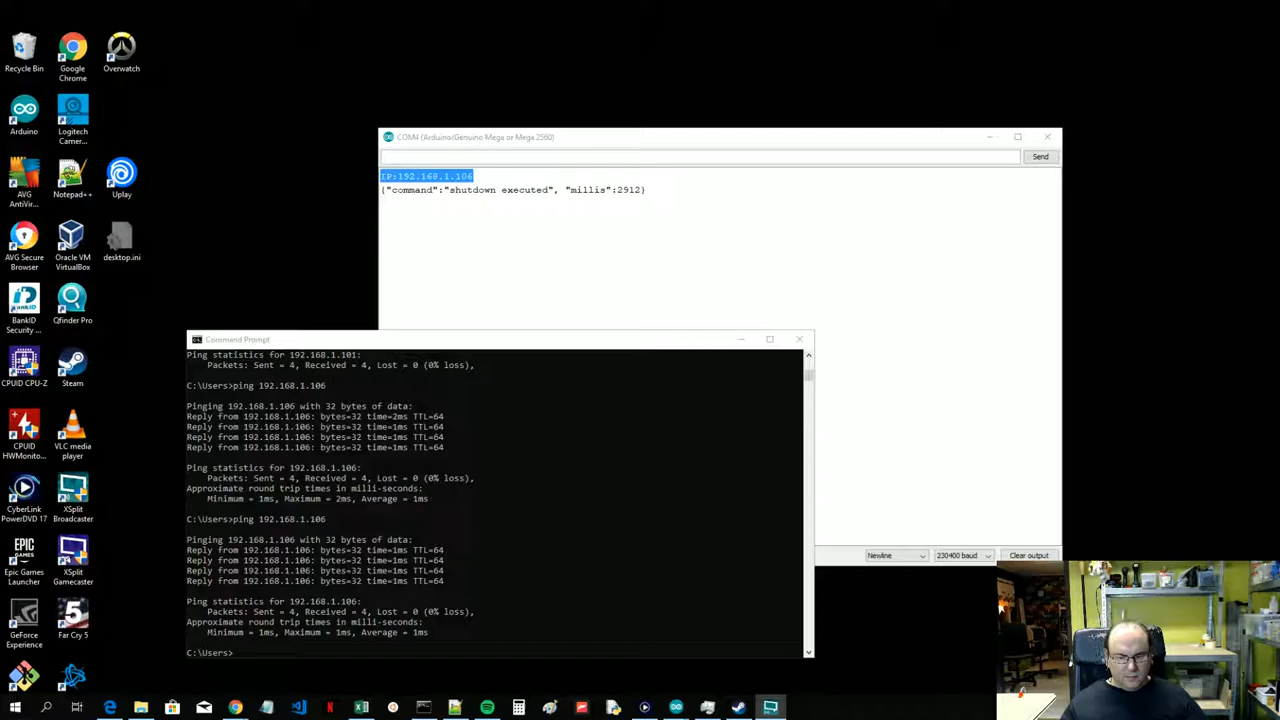 Recycle Bin
Google Chrome
Overwatch
Arduino
Logitech Camer...
AVG AntiVir...
Notepad++
Uplay
AVG Secure Browser
Oracle VM VirtualBox
desktop.ini
BankID Security ...
Qfinder Pro
CPUID CPU-Z
Steam
CPUID HWMonito...
VLC media player
CyberLink PowerDVD 17
XSplit Broadcaster
Epic Games Launcher
XSplit Gamecaster
GeForce Experience
Far Cry 5
COM4 (Arduino/Genuino Mega or Mega 2560)
Send
IP:192.168.1.106
{"command":"shutdown executed", "millis":2912}
Newline
230400 baud
Clear output
Command Prompt
Ping statistics for 192.168.1.101:
Packets: Sent = 4, Received = 4, Lost = 0 (0% loss),
C:\Users>ping 192.168.1.106
Pinging 192.168.1.106 with 32 bytes of data:
Reply from 192.168.1.106: bytes=32 time=2ms TTL=64
Reply from 192.168.1.106: bytes=32 time=1ms TTL=64
Reply from 192.168.1.106: bytes=32 time=1ms TTL=64
Reply from 192.168.1.106: bytes=32 time=1ms TTL=64
Ping statistics for 192.168.1.106:
Packets: Sent = 4, Received = 4, Lost = 0 (0% loss),
Approximate round trip times in milli-seconds:
Minimum = 1ms, Maximum = 2ms, Average = 1ms
C:\Users>ping 192.168.1.106
Pinging 192.168.1.106 with 32 bytes of data:
Reply from 192.168.1.106: bytes=32 time=1ms TTL=64
Reply from 192.168.1.106: bytes=32 time=1ms TTL=64
Reply from 192.168.1.106: bytes=32 time=1ms TTL=64
Reply from 192.168.1.106: bytes=32 time=1ms TTL=64
Ping statistics for 192.168.1.106:
Packets: Sent = 4, Received = 4, Lost = 0 (0% loss),
Approximate round trip times in milli-seconds:
Minimum = 1ms, Maximum = 1ms, Average = 1ms
C:\Users>